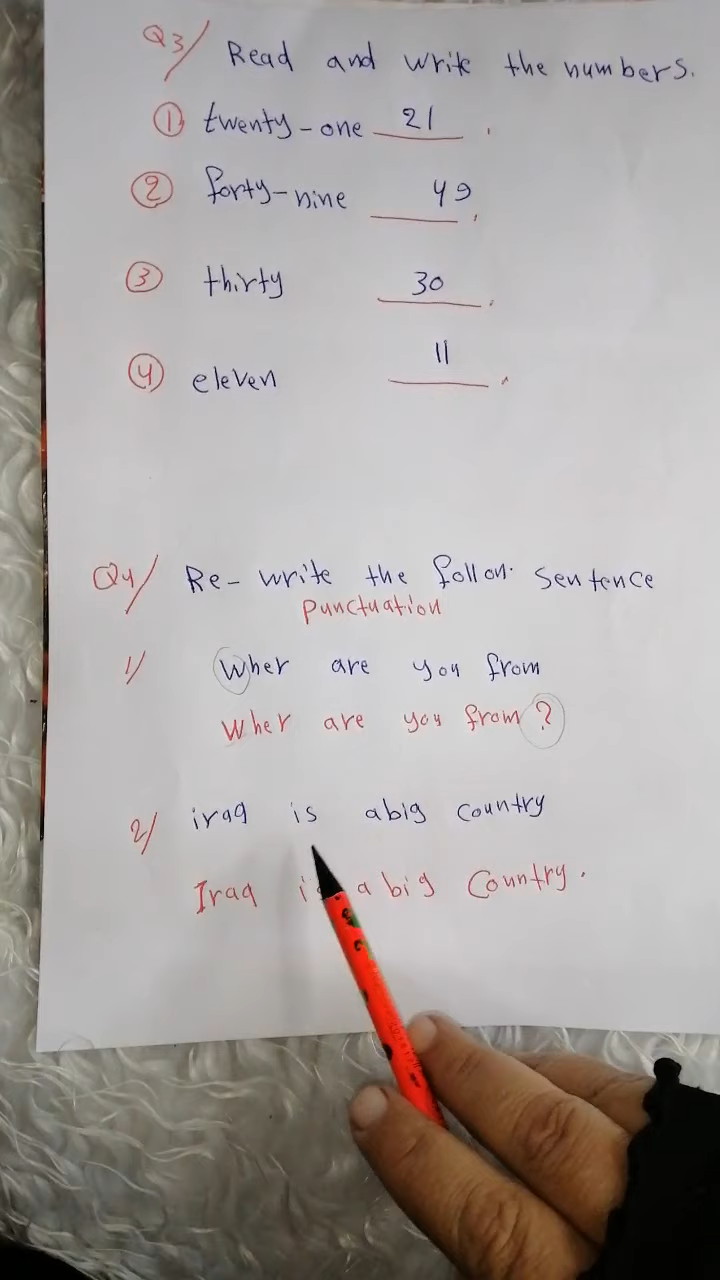 Q3/ Read and write the numbers.
① twenty-one 21.
② forty-nine 49.
③ thirty 30.
④ eleven 11.
Q4/ Re-write the follon. Sentence
Punctuation
1/ Wher are you from
Wher are you from?
2/ iraq is abig country
Iraq is a big Country.